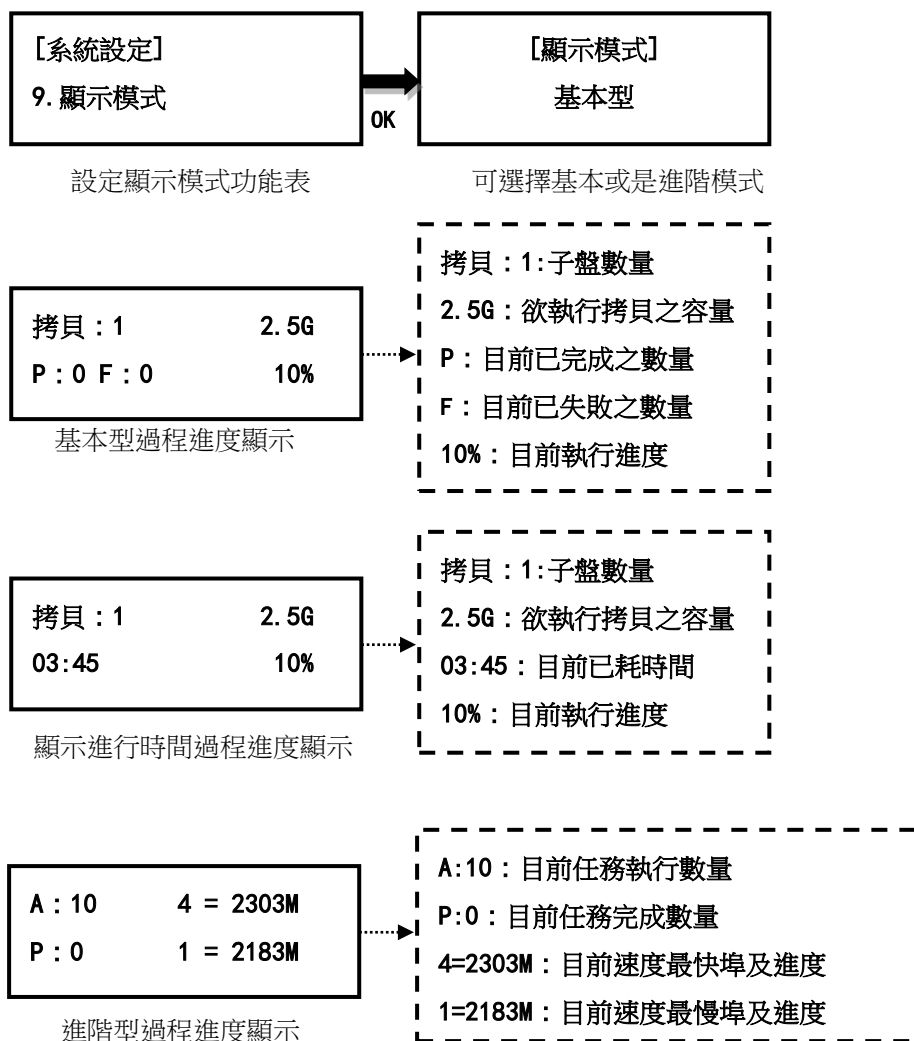 [系統設定]
9.顯示模式
OK
[顯示模式]
基本型
設定顯示模式功能表
可選擇基本或是進階模式
拷貝：1 2.5G
P：0 F：0 10%
基本型過程進度顯示
拷貝：1:子盤數量
2.5G：欲執行拷貝之容量
P：目前已完成之數量
F：目前已失敗之數量
10%：目前執行進度
拷貝：1 2.5G
03:45 10%
顯示進行時間過程進度顯示
拷貝：1:子盤數量
2.5G：欲執行拷貝之容量
03:45：目前已耗時間
10%：目前執行進度
A：10 4 = 2303M
P：0 1 = 2183M
進階型過程進度顯示
A:10：目前任務執行數量
P:0：目前任務完成數量
4=2303M：目前速度最快埠及進度
1=2183M：目前速度最慢埠及進度